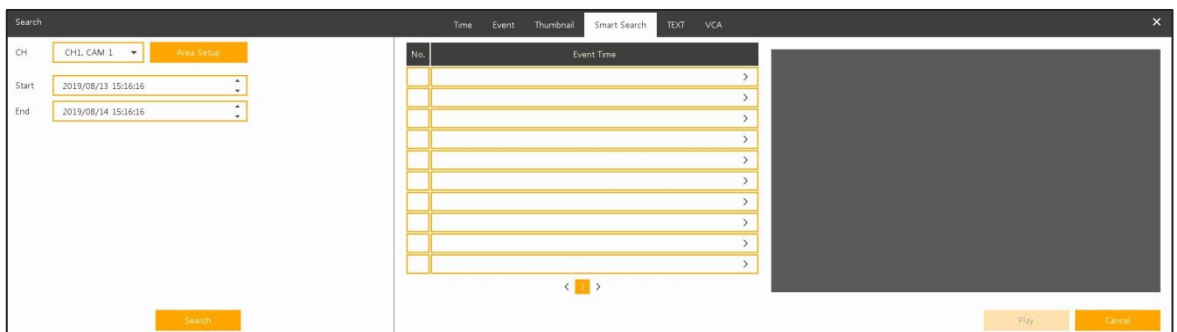 Search Time Event Thumbnail Smart Search TEXT VCA ×
CH CH1. CAM 1 Area Setup
Start 2019/08/13 15:16:16
End 2019/08/14 15:16:16
Search
No. Event Time
>
>
>
>
>
>
>
>
>
>
< 1 >
Play Cancel